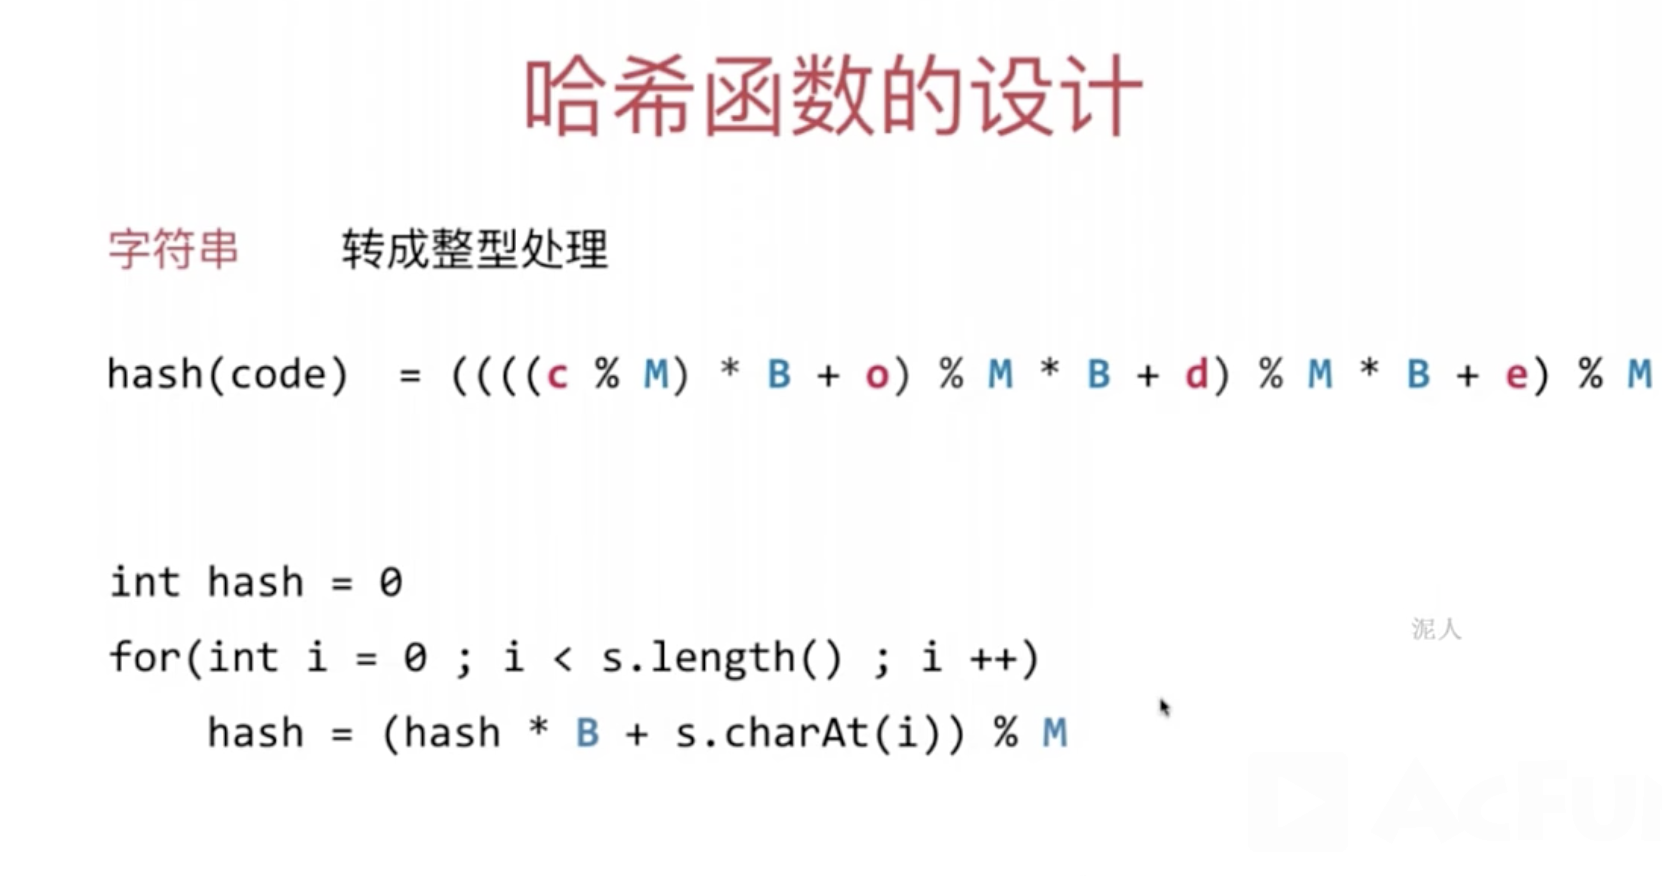 哈希函数的设计
字符串 转成整型处理
hash(code) = ((((c % M) * B + o) % M * B + d) % M * B + e) % M
int hash = 0
for(int i = 0 ; i < s.length() ; i ++)
泥人
hash = (hash * B + s.charAt(i)) % M
AcFun